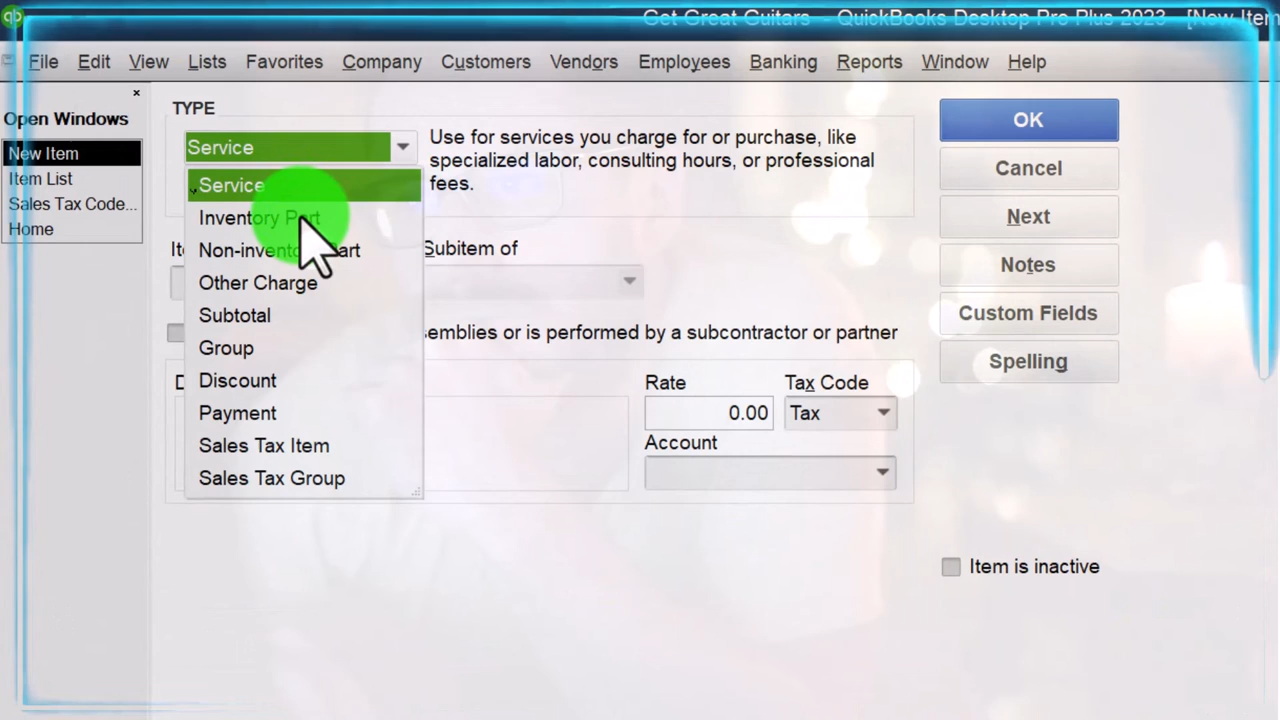 Get Great Guitars - QuickBooks Desktop Pro Plus 2023 - [New Item
File Edit View Lists Favorites Company Customers Vendors Employees Banking Reports Window Help
Open Windows
New Item
Item List
Sales Tax Code...
Home
TYPE
Service
Use for services you charge for or purchase, like
specialized labor, consulting hours, or professional
fees.
Service
Inventory Part
Non-inventory Part
Other Charge
Subtotal
Group
Discount
Payment
Sales Tax Item
Sales Tax Group
Subitem of
or is performed by a subcontractor or partner
Rate
Tax Code
0.00
Tax
Account
OK
Cancel
Next
Notes
Custom Fields
Spelling
Item is inactive